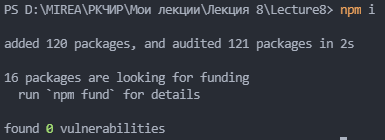 PS D:\MIREA\РКЧИР\Мои лекции\Лекция 8\Lecture8> npm i
added 120 packages, and audited 121 packages in 2s
16 packages are looking for funding
run `npm fund` for details
found 0 vulnerabilities